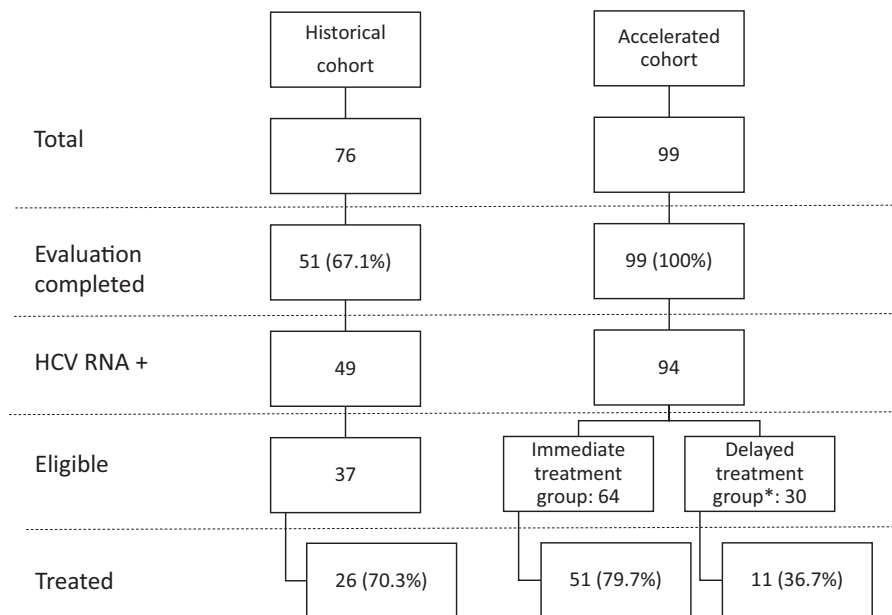 Historical
cohort
Accelerated
cohort
Total
76
99
Evaluation
completed
51 (67.1%)
99 (100%)
HCV RNA +
49
94
Eligible
37
Immediate
treatment
group: 64
Delayed
treatment
group*: 30
Treated
26 (70.3%)
51 (79.7%)
11 (36.7%)